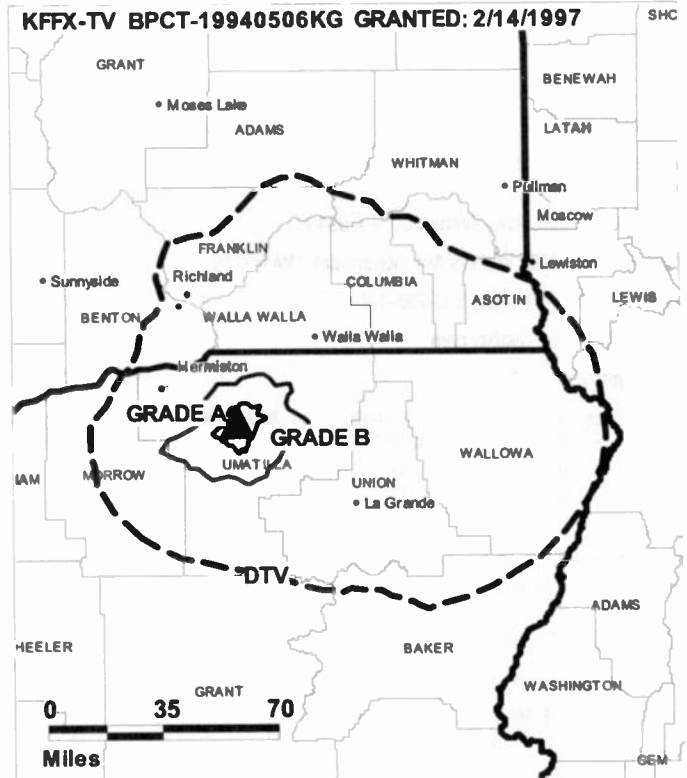 KFFX-TV BPCT-19940506KG GRANTED: 2/14/1997
SHO
GRANT
BENEWAH
Moses Lake
ADAMS
LATAH
WHITMAN
Pullman
Moscow
FRANKLIN
Lewiston
Sunnyside
Richland
COLUMBIA
ASOTIN
LEWIS
BENTON
WALLA WALLA
Walla Walla
Hermiston
GRADE A
GRADE B
WALLOWA
UMATILLA
IAM
MORROW
UNION
La Grande
DTV
ADAMS
HEELER
BAKER
WASHINGTON
GRANT
0 35 70
Miles
GEM